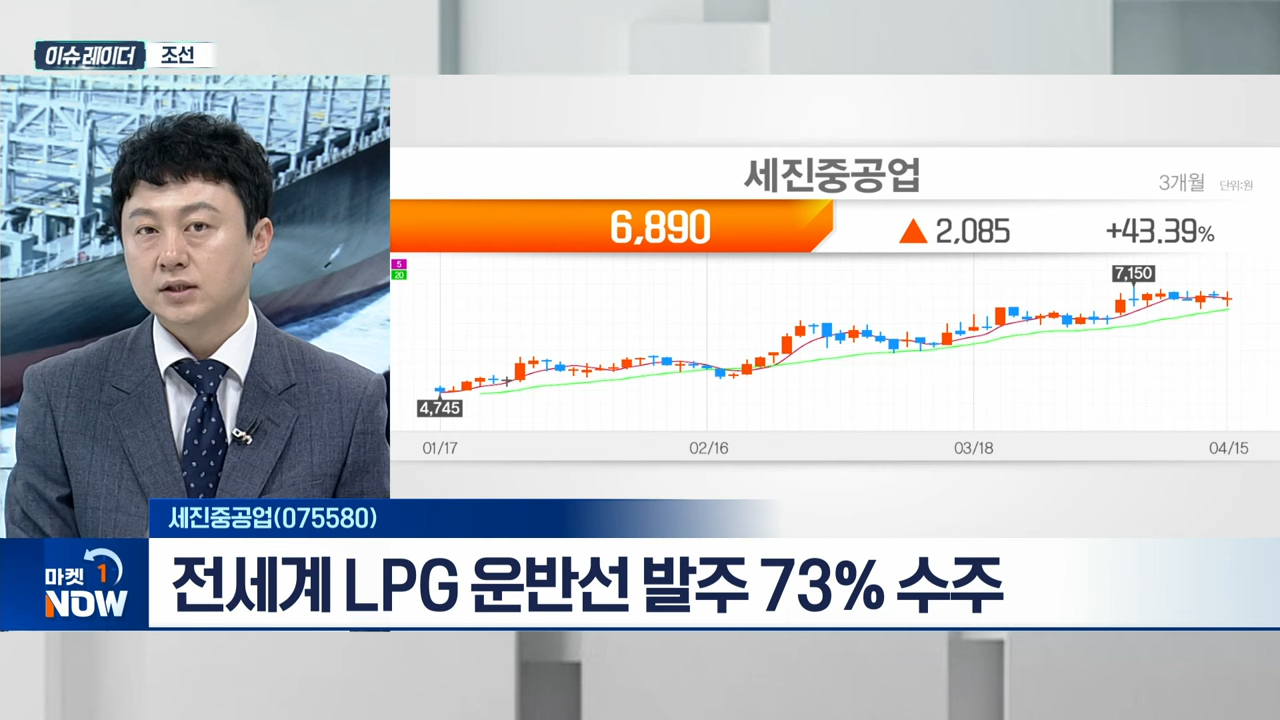 이슈레이더 조선
세진중공업
3개월 단위:원
6,890 ▲ 2,085 +43.39%
5
20
7,150
4,745
01/17 02/16 03/18 04/15
세진중공업(075580)
마켓 1
NOW
전세계 LPG 운반선 발주 73% 수주